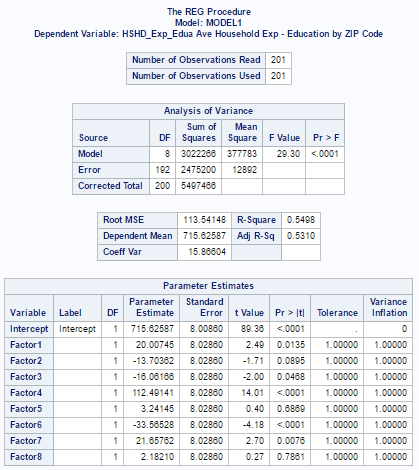 The REG Procedure
Model: MODEL1
Dependent Variable: HSHD_Exp_Edua Ave Household Exp - Education by ZIP Code
Number of Observations Read 201
Number of Observations Used 201
Analysis of Variance
Source DF Sum of Squares Mean Square F Value Pr > F
Model 8 3022266 377783 29.30 <.0001
Error 192 2475200 12892
Corrected Total 200 5497466
Root MSE 113.54148 R-Square 0.5498
Dependent Mean 715.62587 Adj R-Sq 0.5310
Coeff Var 15.86604
Parameter Estimates
Variable Label DF Parameter Estimate Standard Error t Value Pr > |t| Tolerance Variance Inflation
Intercept Intercept 1 715.62587 8.00860 89.36 <.0001 . 0
Factor1 1 20.00745 8.02860 2.49 0.0135 1.00000 1.00000
Factor2 1 -13.70362 8.02860 -1.71 0.0895 1.00000 1.00000
Factor3 1 -16.06166 8.02860 -2.00 0.0468 1.00000 1.00000
Factor4 1 112.49141 8.02860 14.01 <.0001 1.00000 1.00000
Factor5 1 3.24145 8.02860 0.40 0.6869 1.00000 1.00000
Factor6 1 -33.56528 8.02860 -4.18 <.0001 1.00000 1.00000
Factor7 1 21.65762 8.02860 2.70 0.0076 1.00000 1.00000
Factor8 1 2.18210 8.02860 0.27 0.7861 1.00000 1.00000